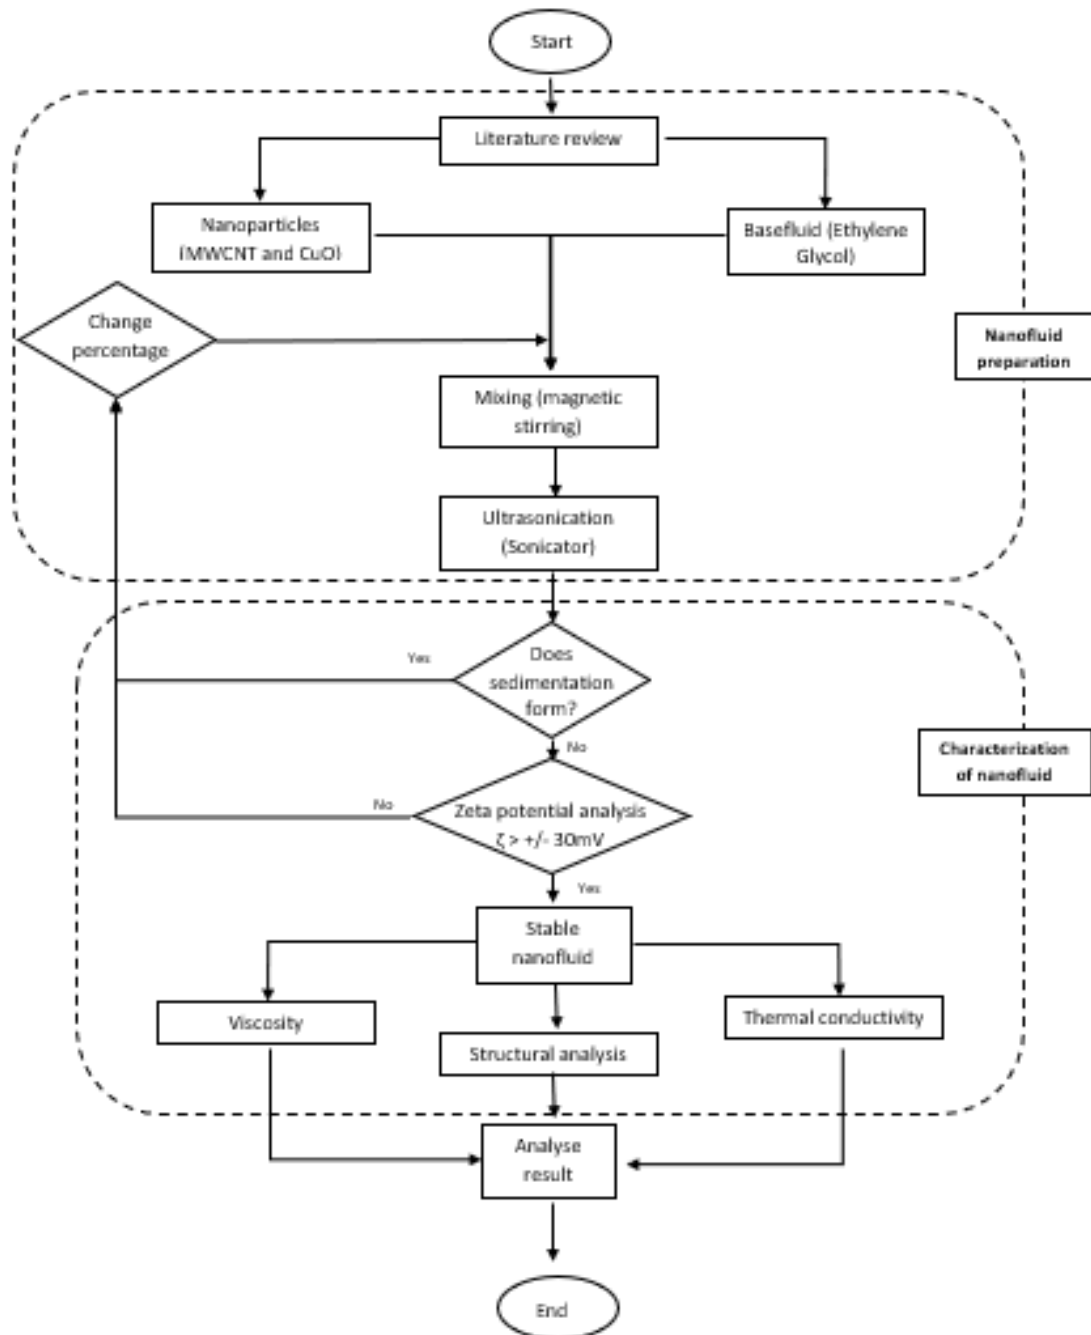 Start
Literature review
Nanoparticles
(MWCNT and CuO)
Basefluid (Ethylene
Glycol)
Change
percentage
Nanofluid
preparation
Mixing (magnetic
stirring)
Ultrasonication
(Sonicator)
Does
sedimentation
form?
Yes
No
Characterization
of nanofluid
Zeta potential analysis
ζ > +/- 30mV
No
Yes
Stable
nanofluid
Viscosity
Thermal conductivity
Structural analysis
Analyse
result
End